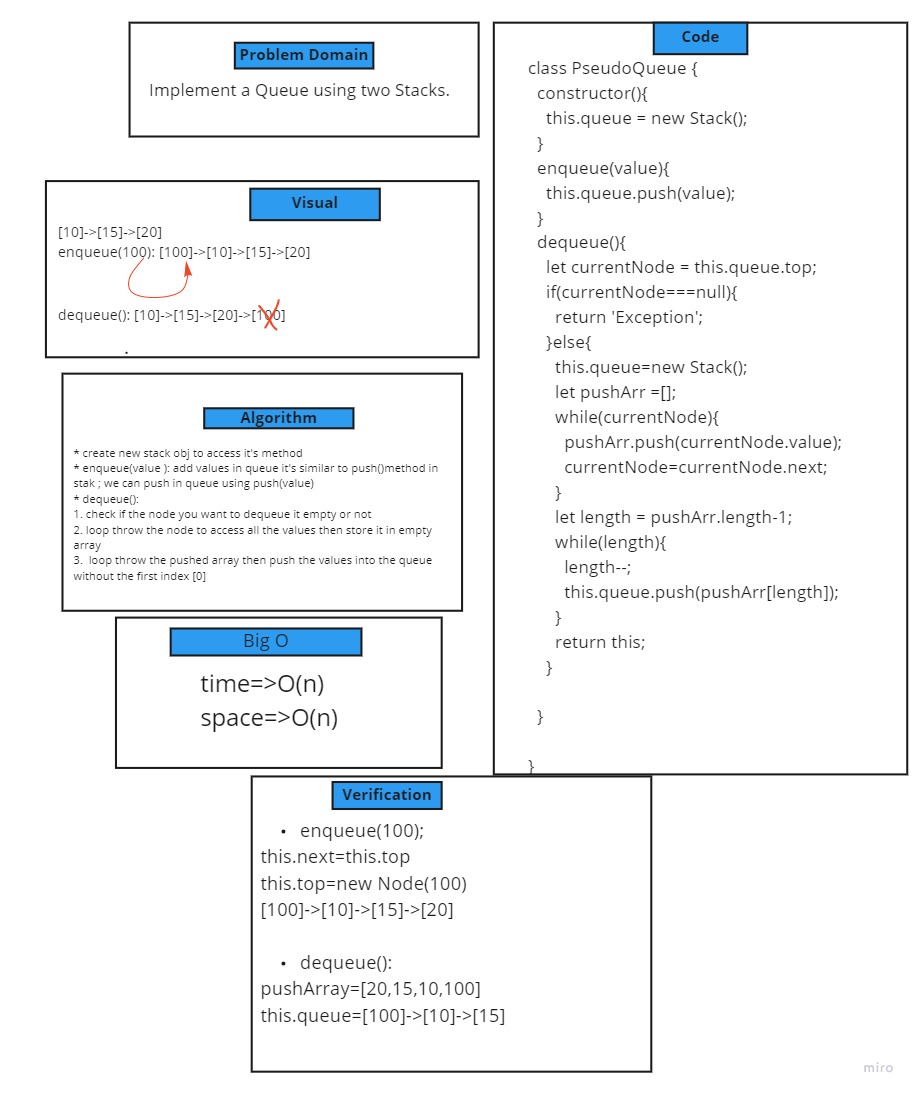 Problem Domain
Implement a Queue using two Stacks.
Visual
[10]->[15]->[20]
enqueue(100): [100]->[10]->[15]->[20]
dequeue(): [10]->[15]->[20]->[100]
.
Algorithm
* create new stack obj to access it's method
* enqueue(value ): add values in queue it's similar to push()method in
stak ; we can push in queue using push(value)
* dequeue():
1. check if the node you want to dequeue it empty or not
2. loop throw the node to access all the values then store it in empty
array
3.  loop throw the pushed array then push the values into the queue
without the first index [0]
Big O
time=>O(n)
space=>O(n)
Code
class PseudoQueue {
constructor(){
this.queue = new Stack();
}
enqueue(value){
this.queue.push(value);
}
dequeue(){
let currentNode = this.queue.top;
if(currentNode===null){
return 'Exception';
}else{
this.queue=new Stack();
let pushArr =[];
while(currentNode){
pushArr.push(currentNode.value);
currentNode=currentNode.next;
}
let length = pushArr.length-1;
while(length){
length--;
this.queue.push(pushArr[length]);
}
return this;
}
}
}
Verification
• enqueue(100);
this.next=this.top
this.top=new Node(100)
[100]->[10]->[15]->[20]
• dequeue():
pushArray=[20,15,10,100]
this.queue=[100]->[10]->[15]
miro